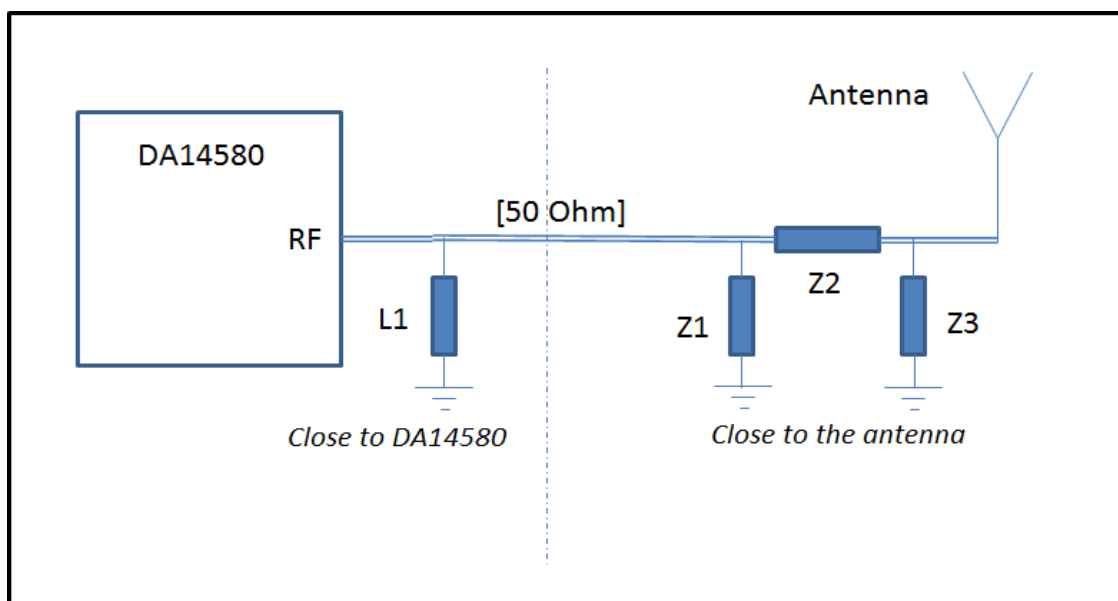 Antenna
DA14580
[50 Ohm]
RF
Z2
L1
Z1
Z3
Close to DA14580
Close to the antenna